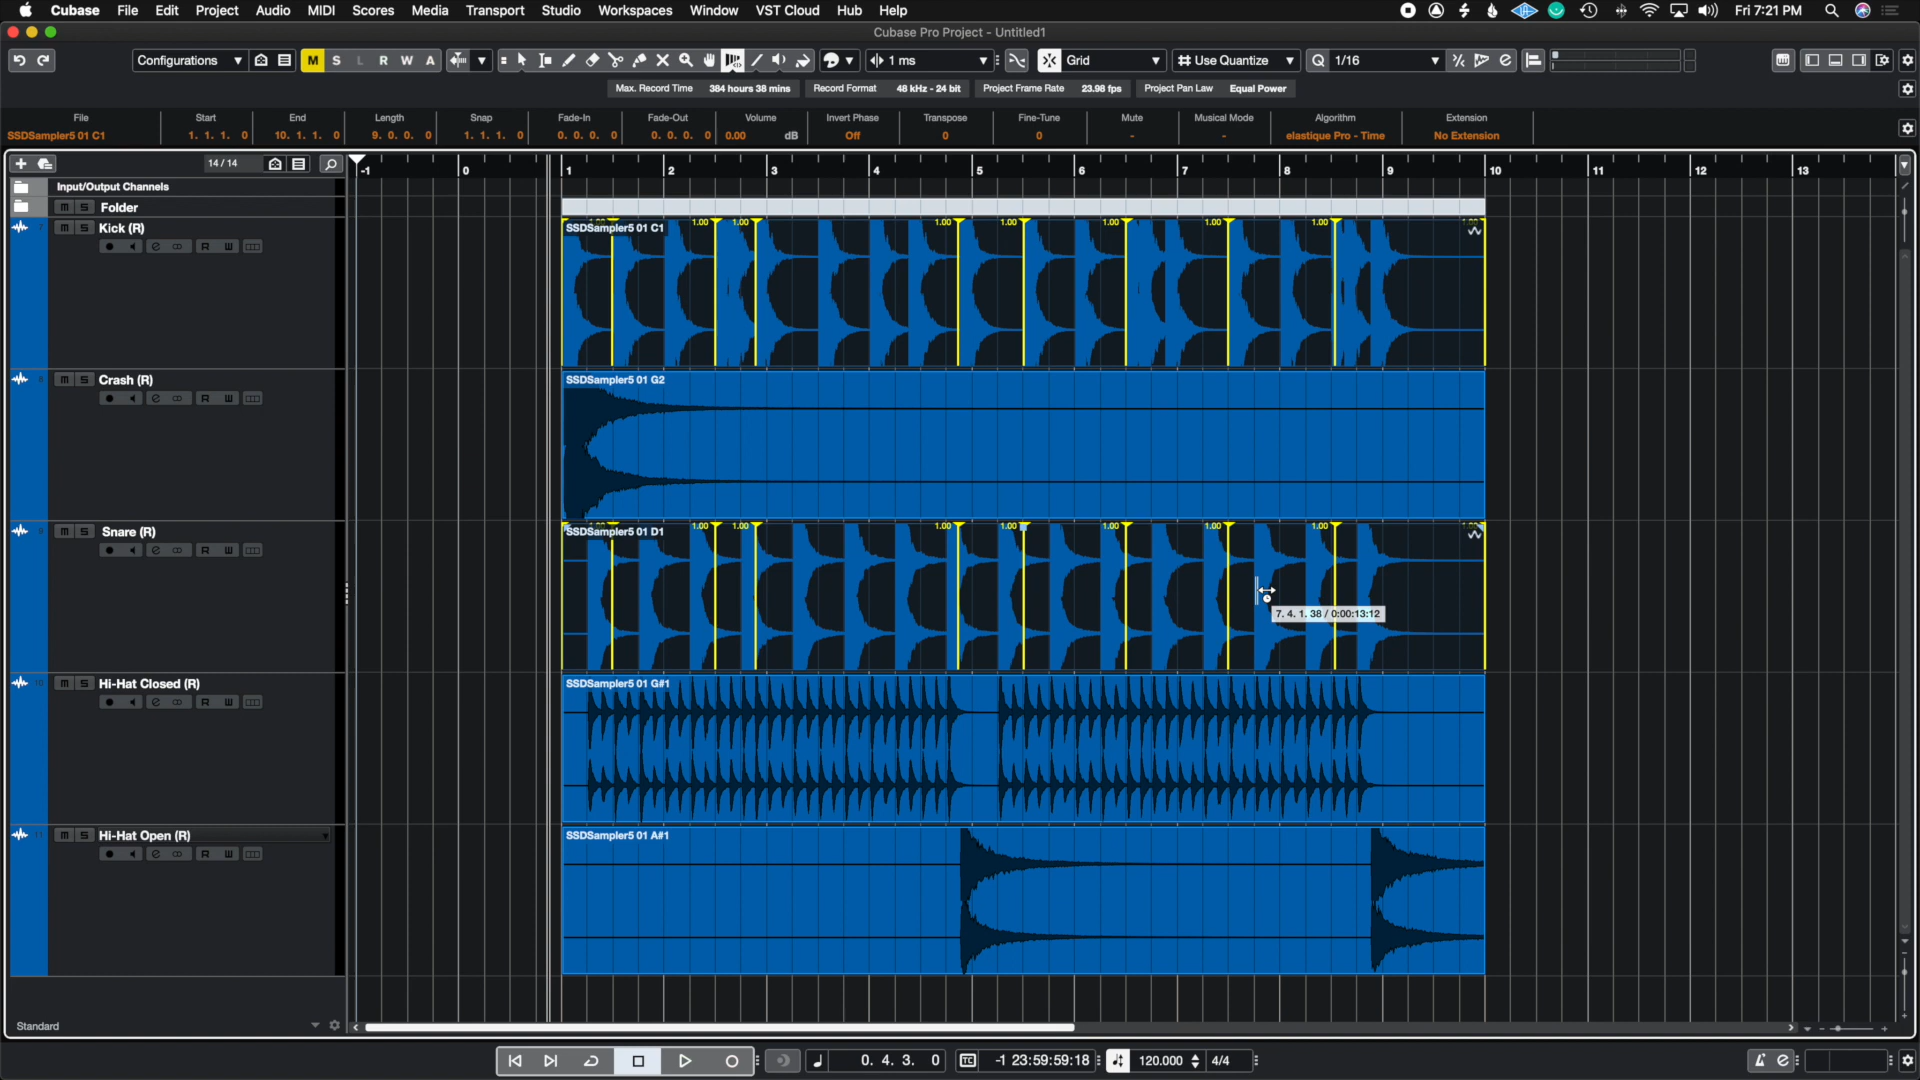 Cubase File Edit Project Audio MIDI Scores Media Transport Studio Workspaces Window VST Cloud Hub Help Fri 7:21 PM
Cubase Pro Project - Untitled1
Configurations M S L R W A 1 ms Grid Use Quantize Q 1/16
Max. Record Time 384 hours 38 mins Record Format 48 kHz - 24 bit Project Frame Rate 23.98 fps Project Pan Law Equal Power
File Start End Length Snap Fade-In Fade-Out Volume Invert Phase Transpose Fine-Tune Mute Musical Mode Algorithm Extension
SSDSampler5 01 C1 1. 1. 1. 0 10. 1. 1. 0 9. 0. 0. 0 1. 1. 1. 0 0. 0. 0. 0 0. 0. 0. 0 0.00 dB Off 0 0 - - elastique Pro - Time No Extension
14 / 14 -1 0 1 2 3 4 5 6 7 8 9 10 11 12 13
Input/Output Channels
m S Folder
7 m S Kick (R) SSDSampler5 01 C1 1.00 1.00 1.00 1.00 1.00 1.00 1.00 1.00
R
8 m S Crash (R) SSDSampler5 01 G2
R
9 m S Snare (R) SSDSampler5 01 D1 1.00 1.00 1.00 1.00 1.00 1.00 1.00 1.00
R
7. 4. 1. 38 / 0:00:13:12
10 m S Hi-Hat Closed (R) SSDSampler5 01 G#1
R
11 m S Hi-Hat Open (R) SSDSampler5 01 A#1
R
Standard
0. 4. 3. 0 TC -1 23:59:59:18 120.000 4/4